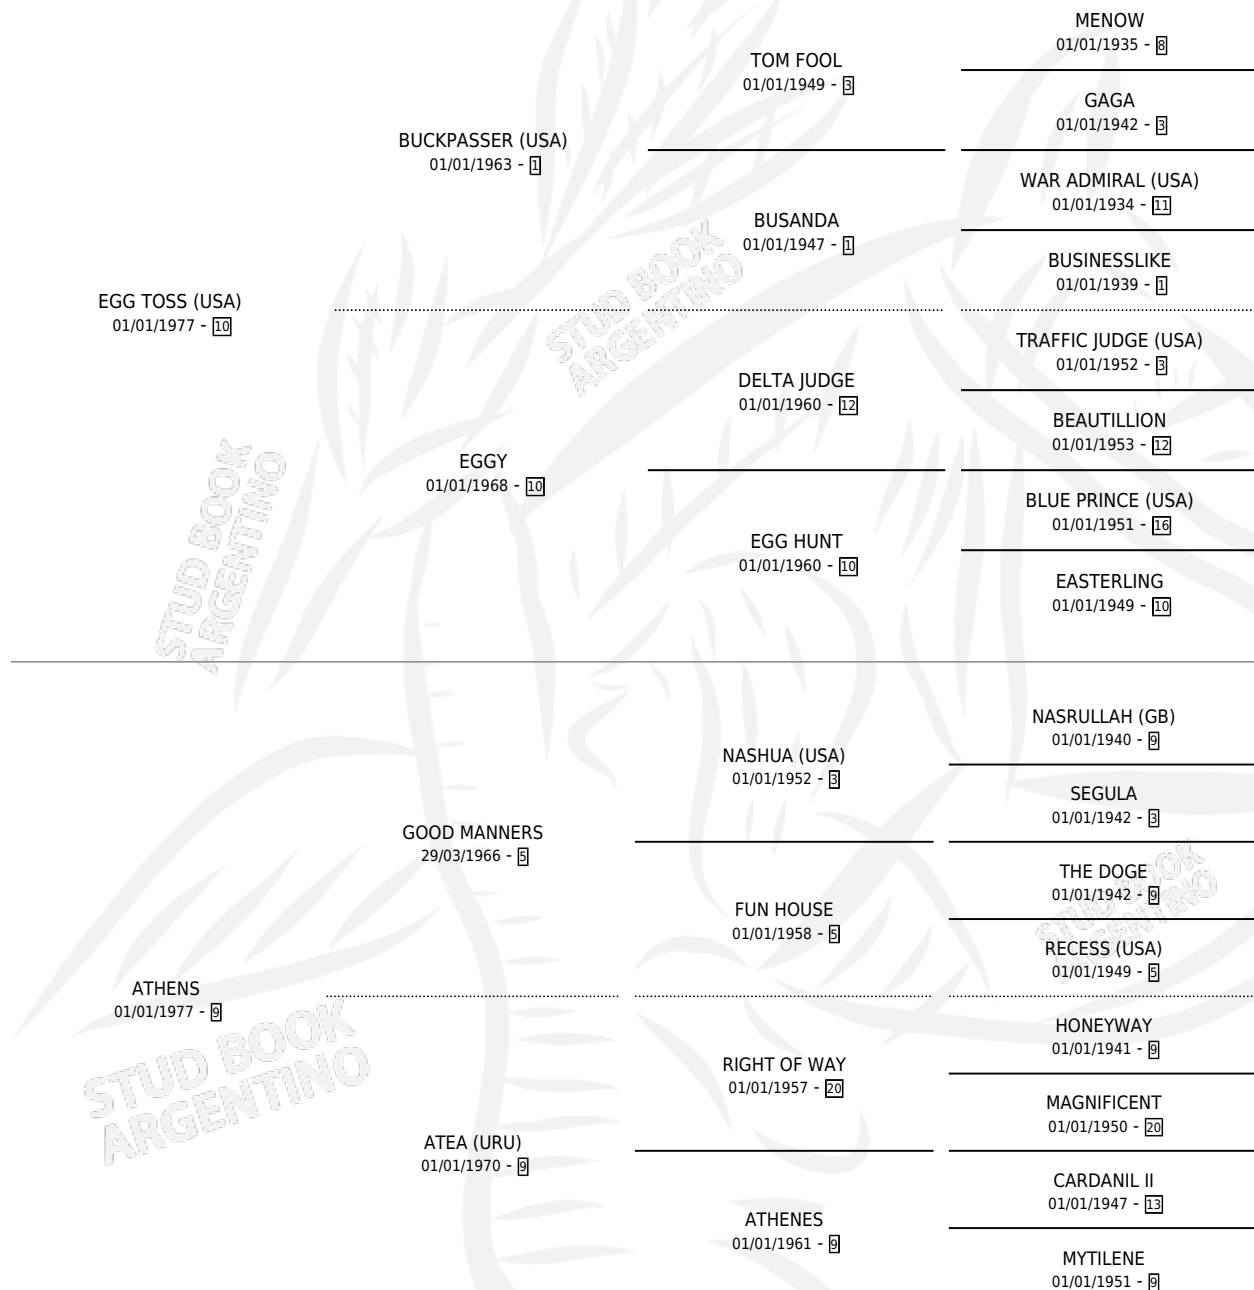 MENOW
01/01/1935 - 8
TOM FOOL
01/01/1949 - 3
GAGA
01/01/1942 - 3
BUCKPASSER (USA)
01/01/1963 - 1
WAR ADMIRAL (USA)
01/01/1934 - 11
BUSANDA
01/01/1947 - 1
BUSINESSLIKE
01/01/1939 - 1
EGG TOSS (USA)
01/01/1977 - 10
TRAFFIC JUDGE (USA)
01/01/1952 - 3
DELTA JUDGE
01/01/1960 - 12
BEAUTILLION
01/01/1953 - 12
EGGY
01/01/1968 - 10
BLUE PRINCE (USA)
01/01/1951 - 16
EGG HUNT
01/01/1960 - 10
EASTERLING
01/01/1949 - 10
NASRULLAH (GB)
01/01/1940 - 9
NASHUA (USA)
01/01/1952 - 3
SEGULA
01/01/1942 - 3
GOOD MANNERS
29/03/1966 - 5
THE DOGE
01/01/1942 - 9
FUN HOUSE
01/01/1958 - 5
RECESS (USA)
01/01/1949 - 5
ATHENS
01/01/1977 - 9
HONEYWAY
01/01/1941 - 9
RIGHT OF WAY
01/01/1957 - 20
MAGNIFICENT
01/01/1950 - 20
ATEA (URU)
01/01/1970 - 9
CARDANIL II
01/01/1947 - 13
ATHENES
01/01/1961 - 9
MYTILENE
01/01/1951 - 9
STUD BOOK
ARGENTINO
STUD BOOK
ARGENTINO
STUD BOOK
ARGENTINO
STUD BOOK
ARGENTINO